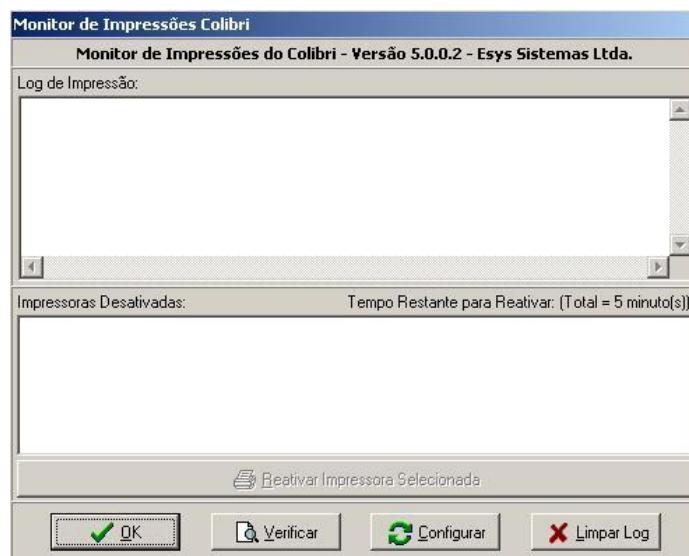 Monitor de Impressões Colibri
Monitor de Impressões do Colibri - Versão 5.0.0.2 - Esys Sistemas Ltda.
Log de Impressão:
Impressoras Desativadas: Tempo Restante para Reativar: (Total = 5 minuto(s))
Reativar Impressora Selecionada
OK Verificar Configurar Limpar Log